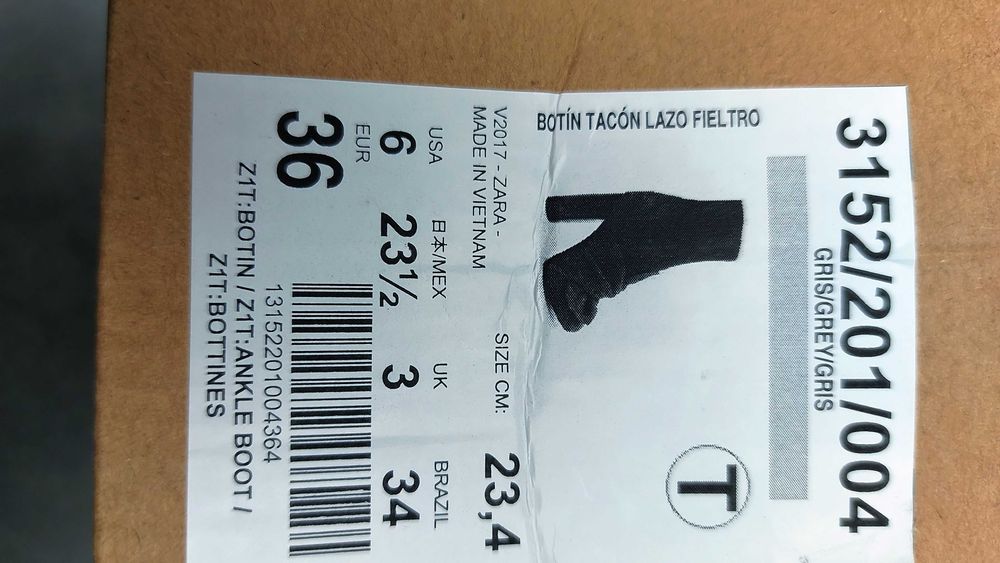 3152/201/004
GRIS/GREY/GRIS
BOTÍN TACÓN LAZO FIELTRO
T
V2017 - ZARA -
MADE IN VIETNAM
SIZE CM: 23,4
USA 日本/MEX UK BRAZIL
6 23½ 3 34
EUR
36
13152201004364
Z1T:BOTIN / Z1T:ANKLE BOOT /
Z1T:BOTTINES